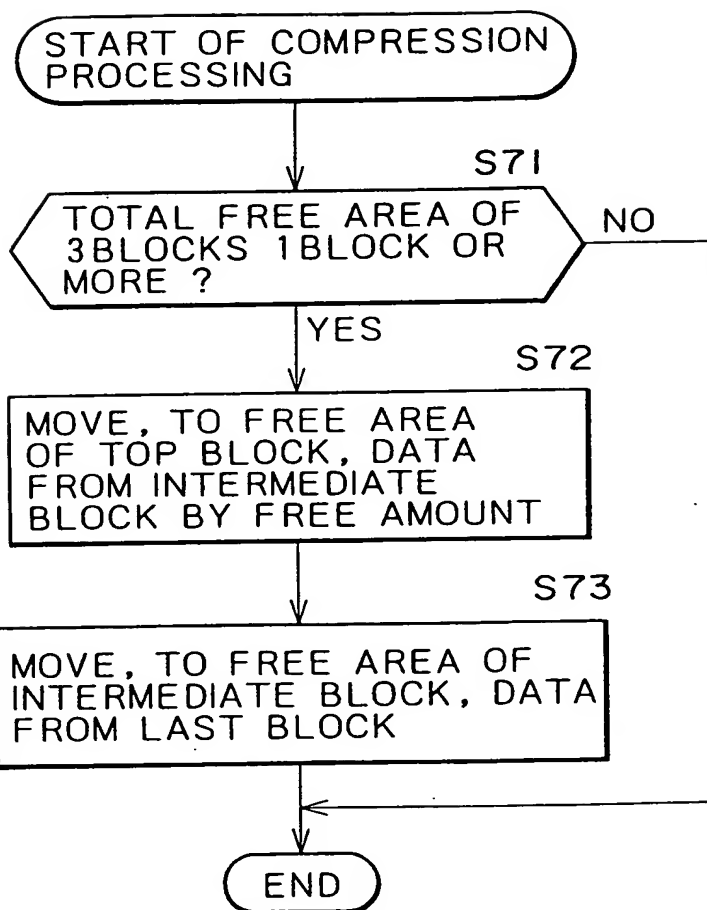 START OF COMPRESSION
PROCESSING
S71
TOTAL FREE AREA OF
3BLOCKS 1BLOCK OR
MORE ?
NO
YES
S72
MOVE, TO FREE AREA
OF TOP BLOCK, DATA
FROM INTERMEDIATE
BLOCK BY FREE AMOUNT
S73
MOVE, TO FREE AREA OF
INTERMEDIATE BLOCK, DATA
FROM LAST BLOCK
END